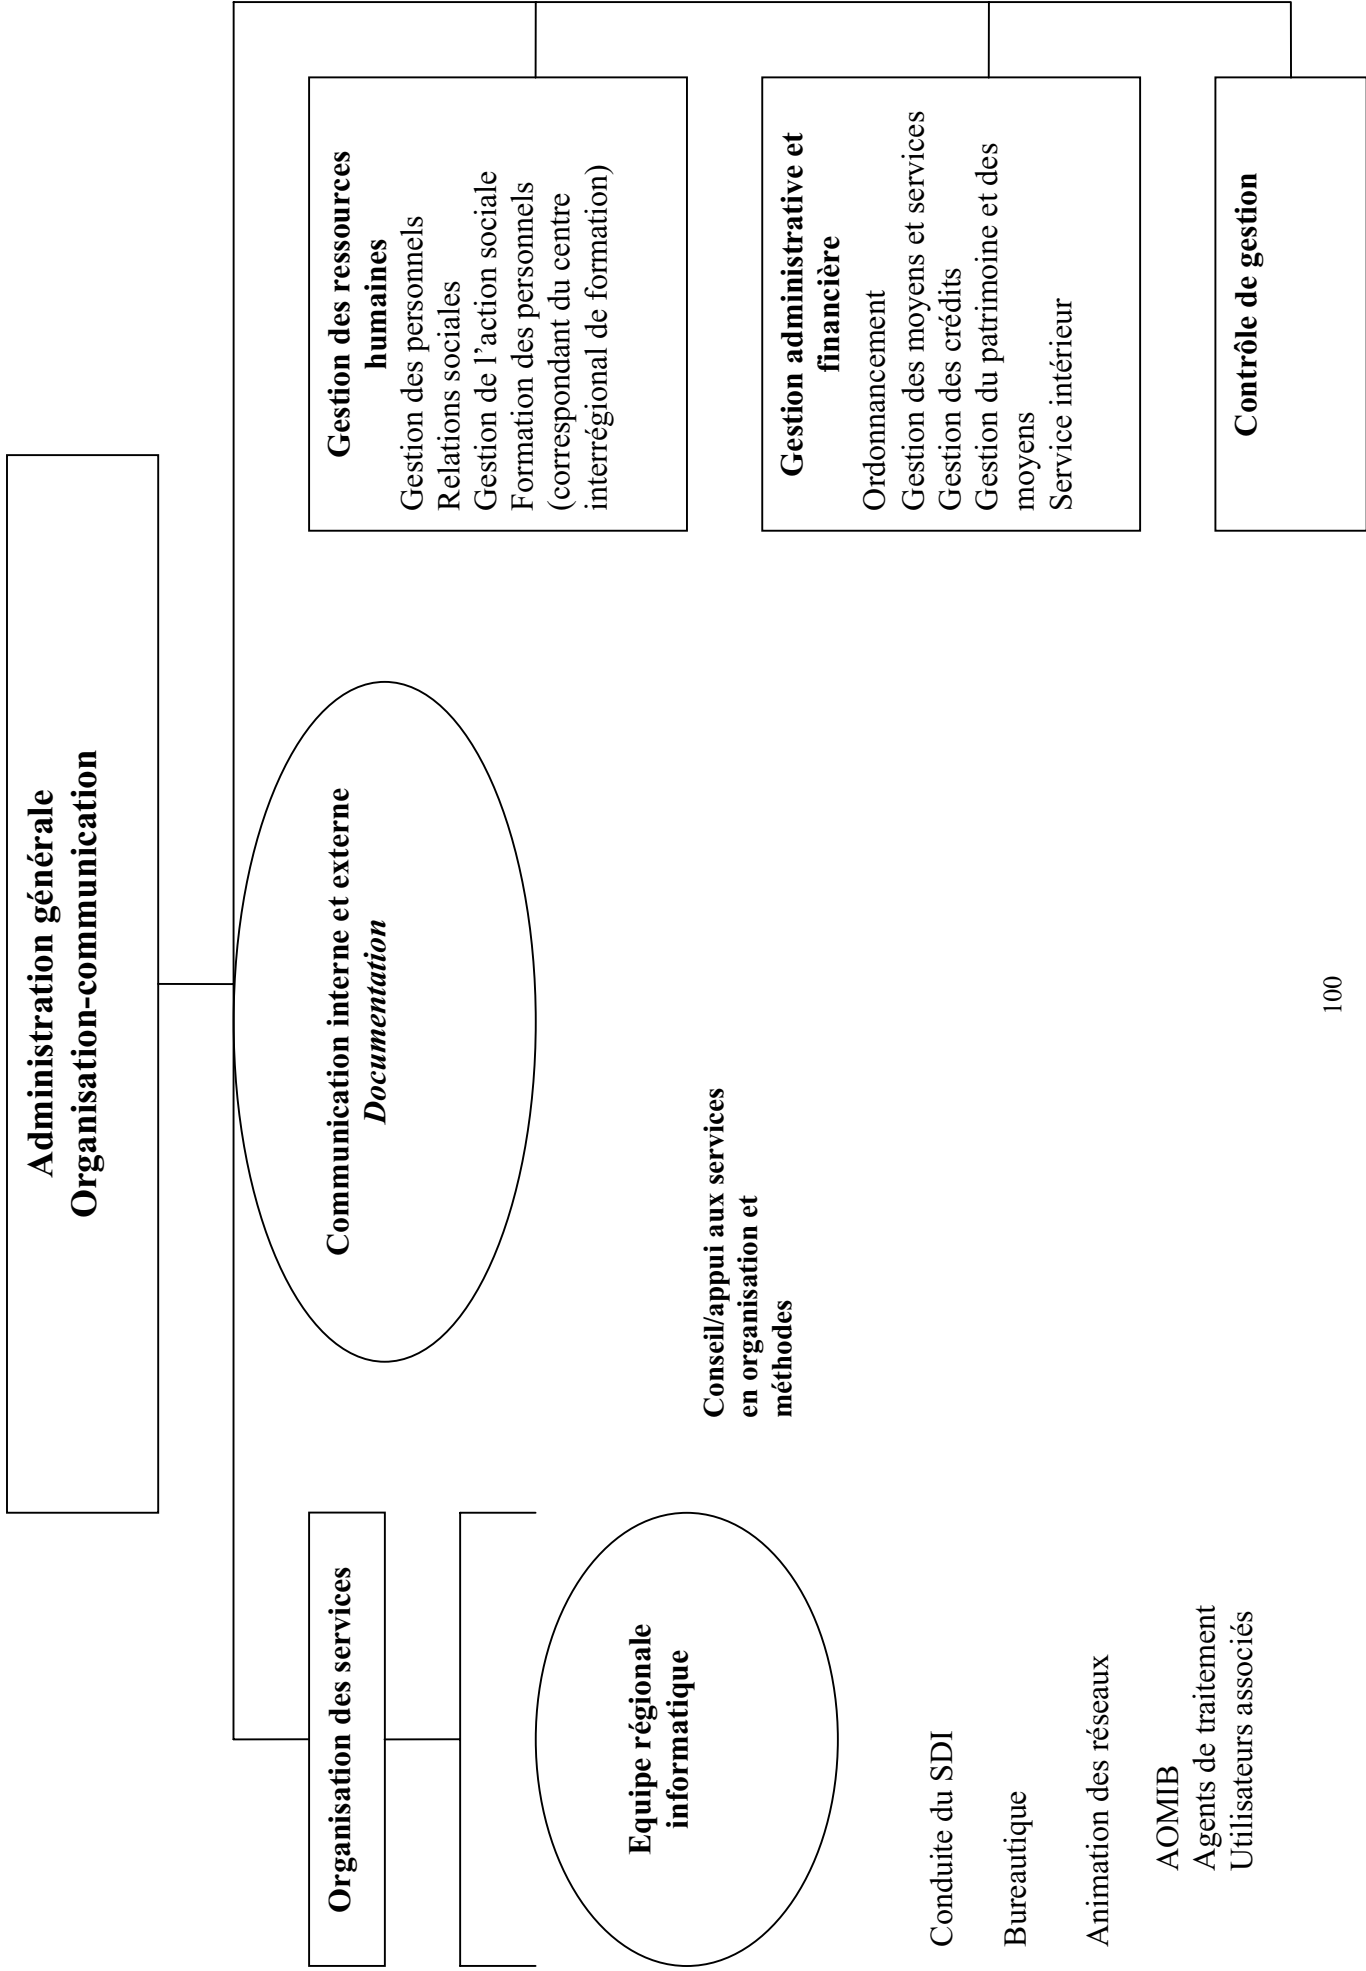 Administration générale
Organisation-communication
Organisation des services
Equipe régionale
informatique
Conduite du SDI
Bureautique
Animation des réseaux
AOMIB
Agents de traitement
Utilisateurs associés
Conseil/appui aux services
en organisation et
méthodes
Communication interne et externe
Documentation
Gestion des ressources
humaines
Gestion des personnels
Relations sociales
Gestion de l'action sociale
Formation des personnels
(correspondant du centre
interrégional de formation)
Gestion administrative et
financière
Ordonnancement
Gestion des moyens et services
Gestion des crédits
Gestion du patrimoine et des
moyens
Service intérieur
Contrôle de gestion
100